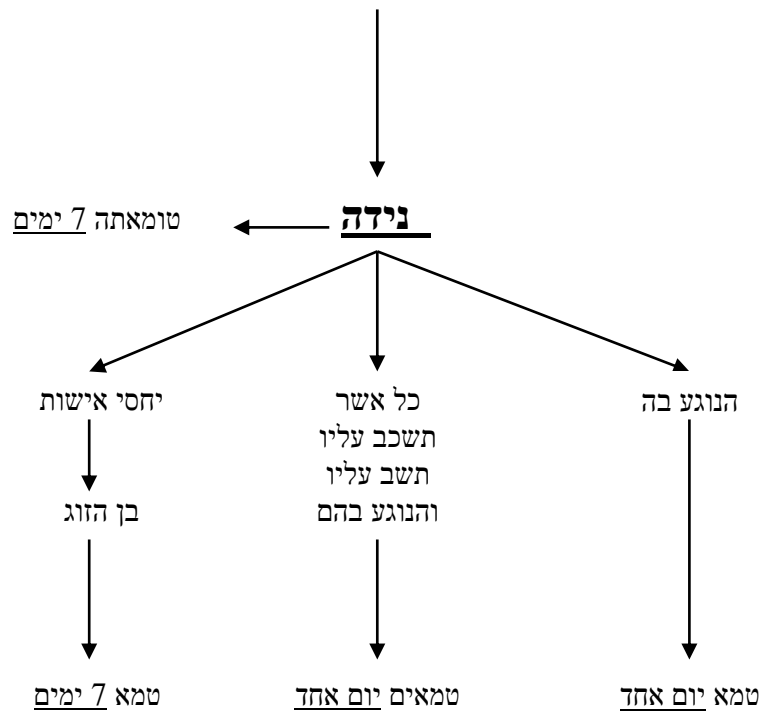 נידה
טומאתה 7 ימים
הנוגע בה
כל אשר
תשכב עליו
תשב עליו
והנוגע בהם
יחסי אישות
בן הזוג
טמא יום אחד
טמאים יום אחד
טמא 7 ימים